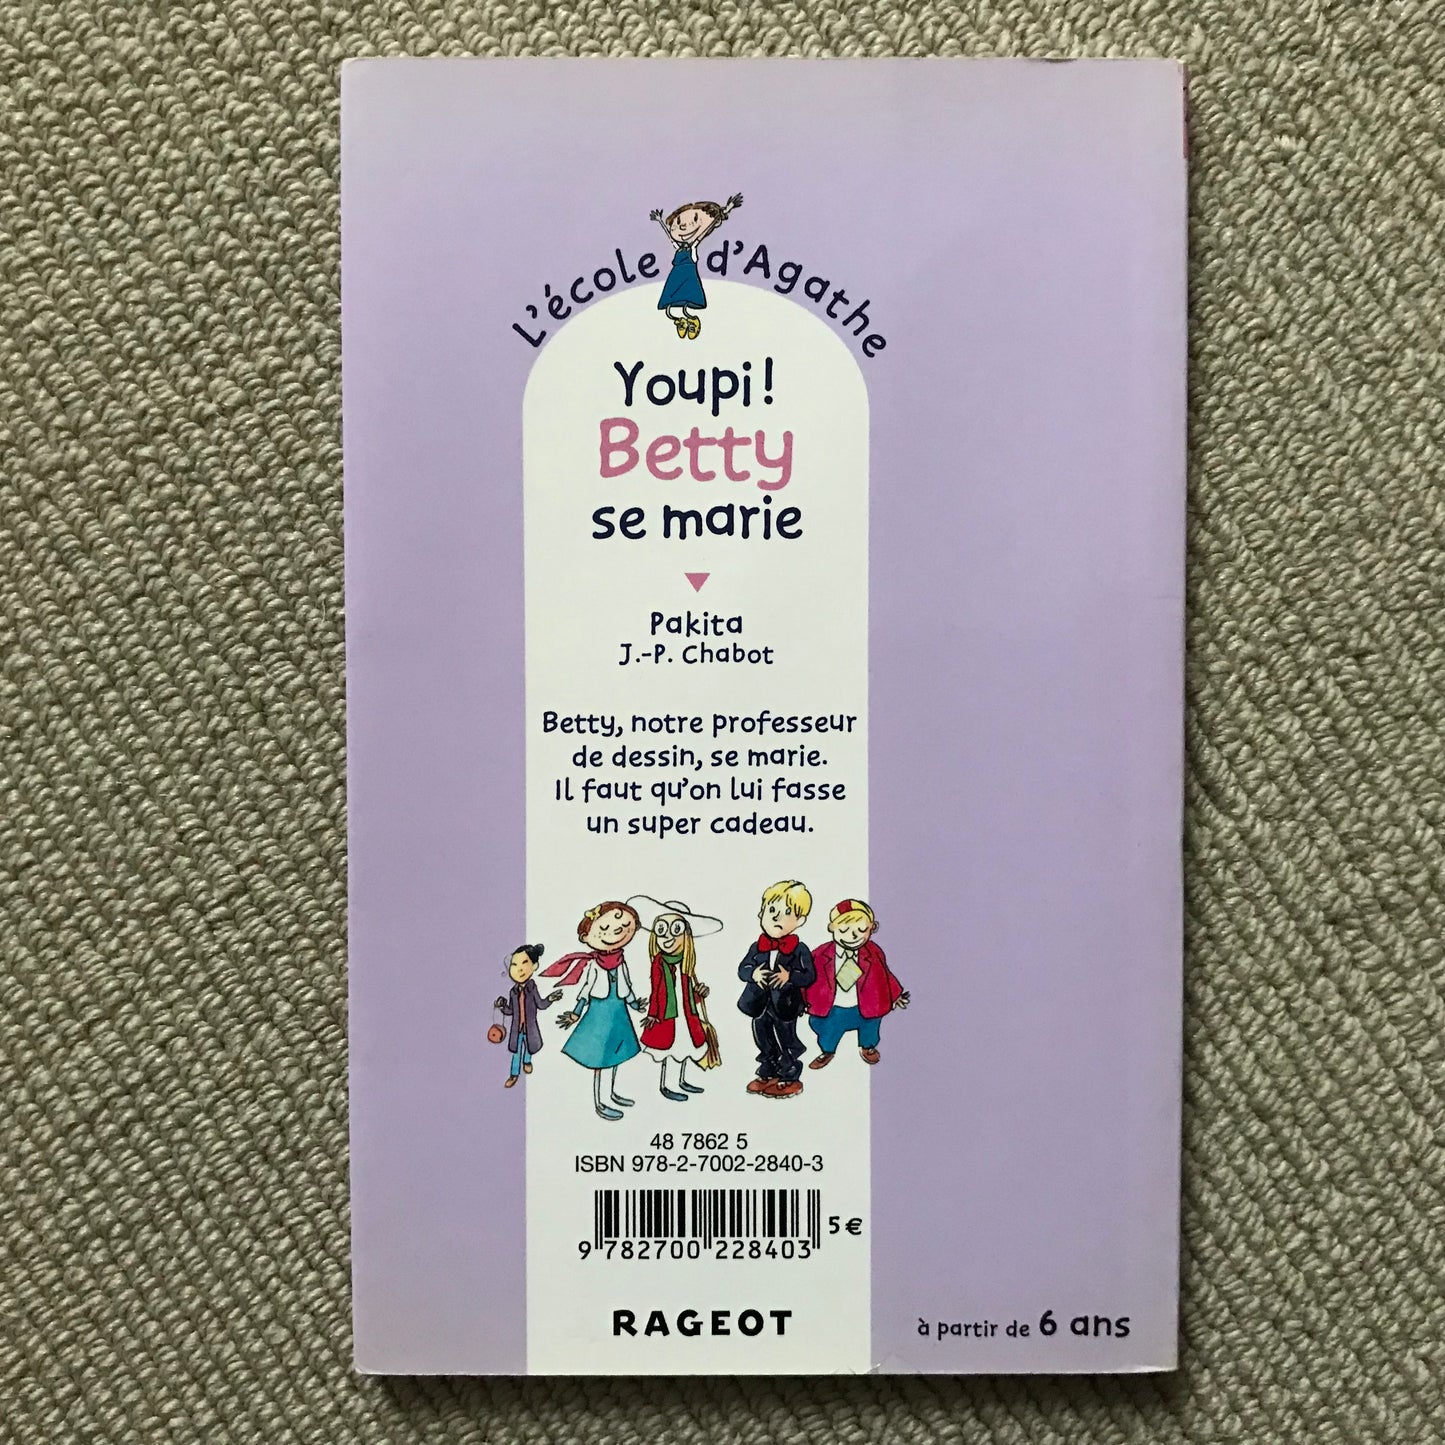 L'école d'Agathe
Youpi!
Betty
se marie
Pakita
J.-P. Chabot
Betty, notre professeur
de dessin, se marie.
Il faut qu'on lui fasse
un super cadeau.
48 7862 5
ISBN 978-2-7002-2840-3
5 €
9 782700 228403
RAGEOT
à partir de 6 ans